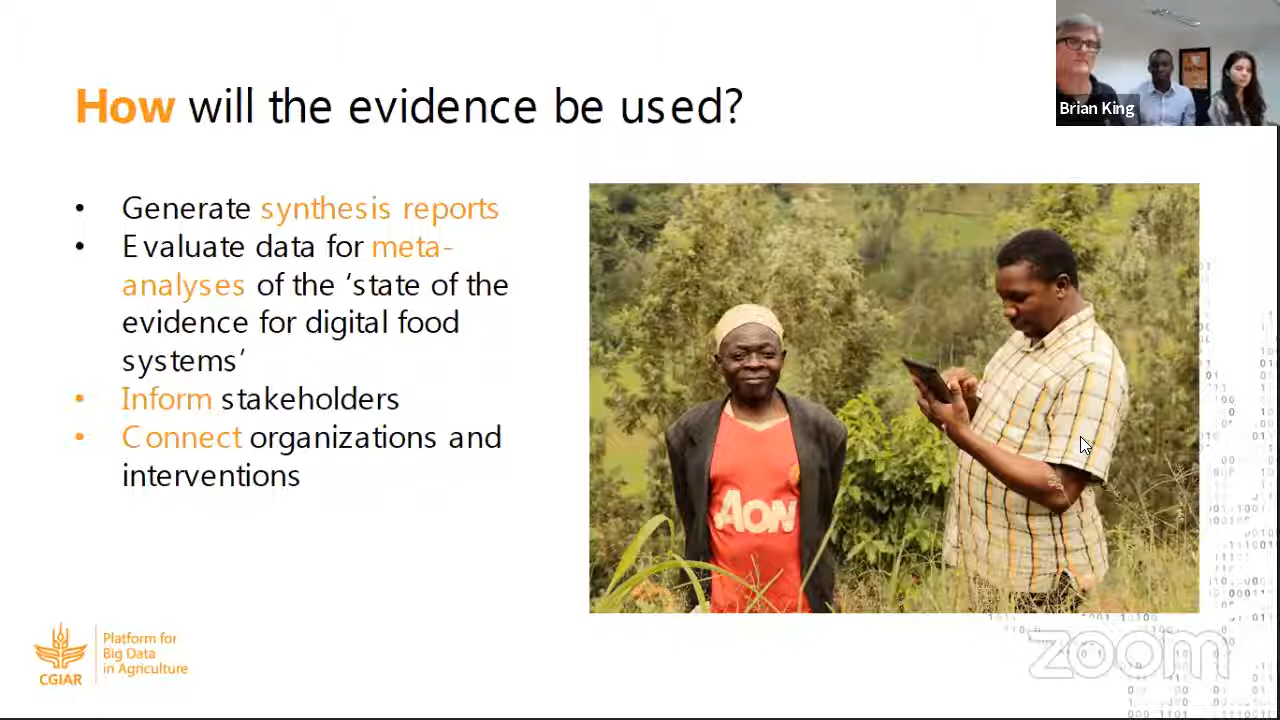 How will the evidence be used?
Brian King
• Generate synthesis reports
• Evaluate data for meta-
analyses of the ‘state of the
evidence for digital food
systems’
• Inform stakeholders
• Connect organizations and
interventions
AON
Platform for
Big Data
in Agriculture
CGIAR
zoom